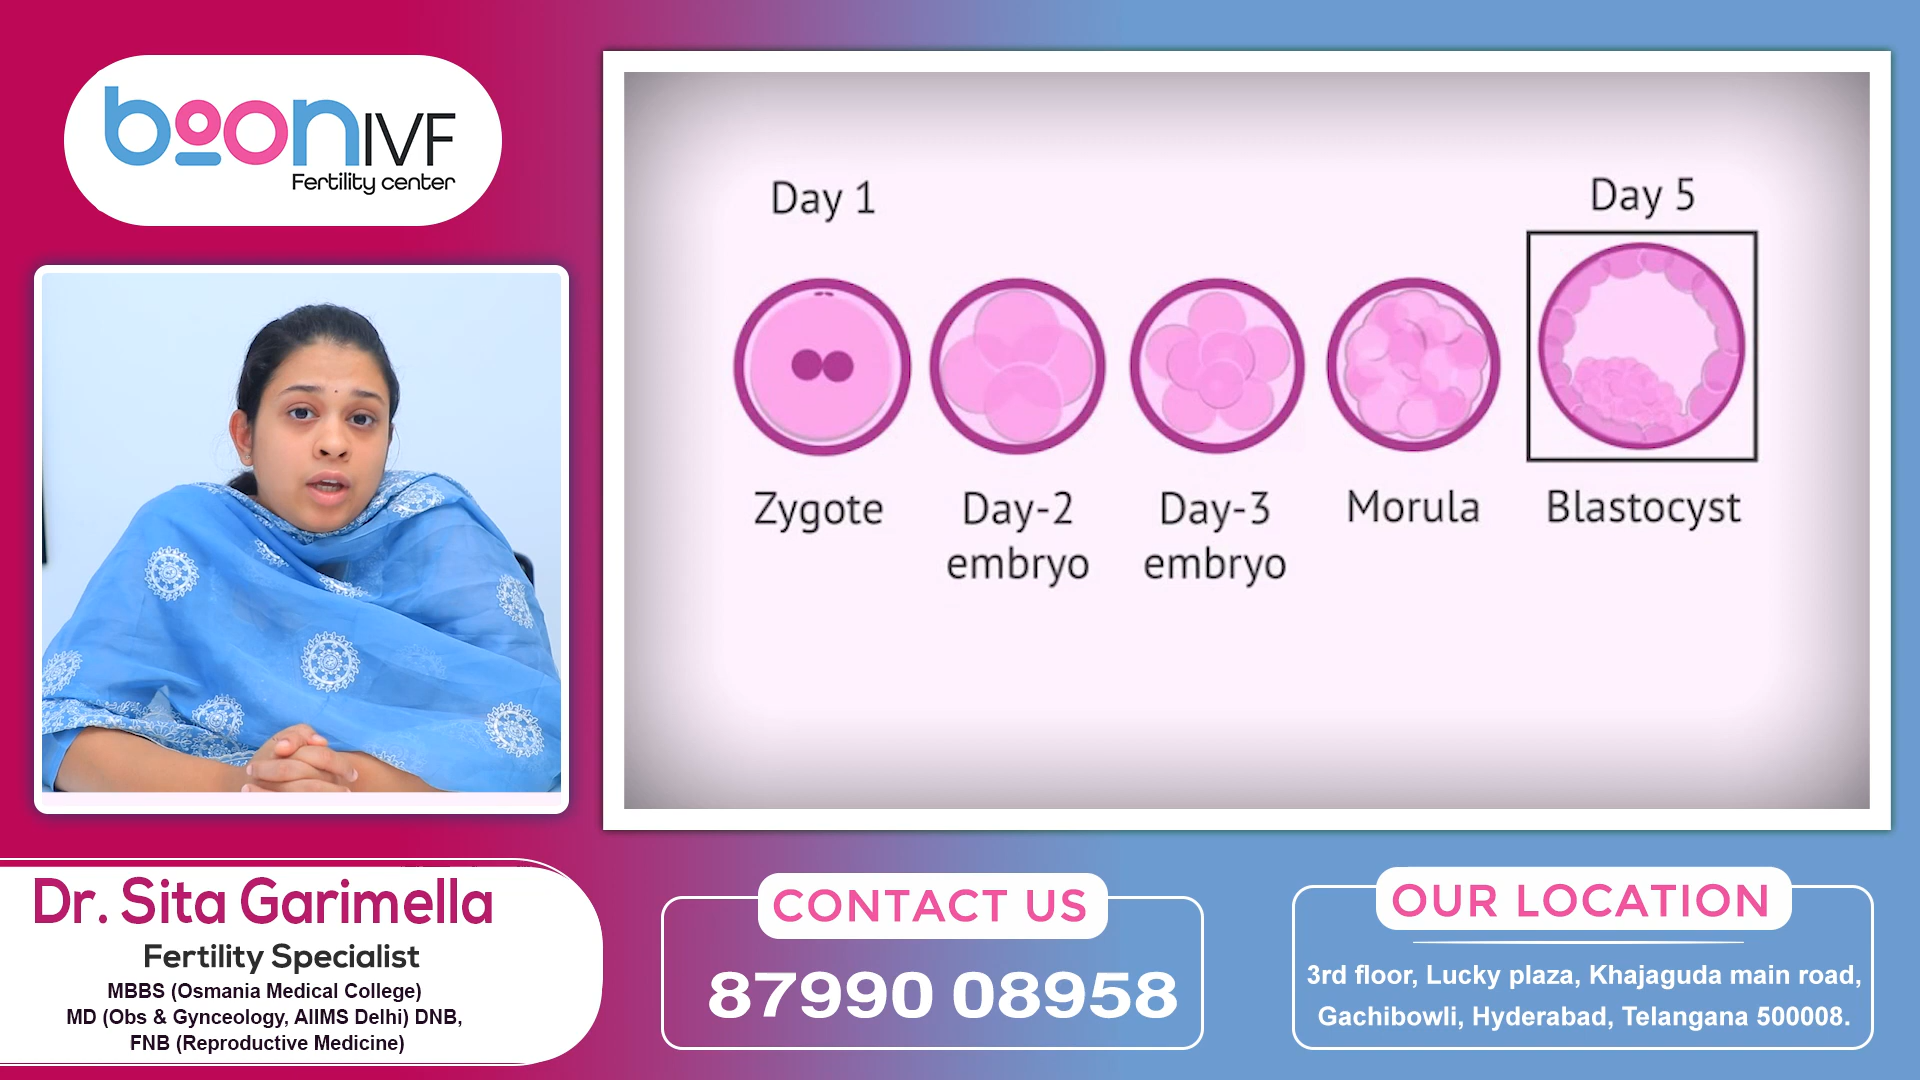 boon IVF
Fertility center
Day 1
Day 5
Zygote
Day-2
embryo
Day-3
embryo
Morula
Blastocyst
Dr. Sita Garimella
Fertility Specialist
MBBS (Osmania Medical College)
MD (Obs & Gynceology, AIIMS Delhi) DNB,
FNB (Reproductive Medicine)
CONTACT US
87990 08958
OUR LOCATION
3rd floor, Lucky plaza, Khajaguda main road,
Gachibowli, Hyderabad, Telangana 500008.